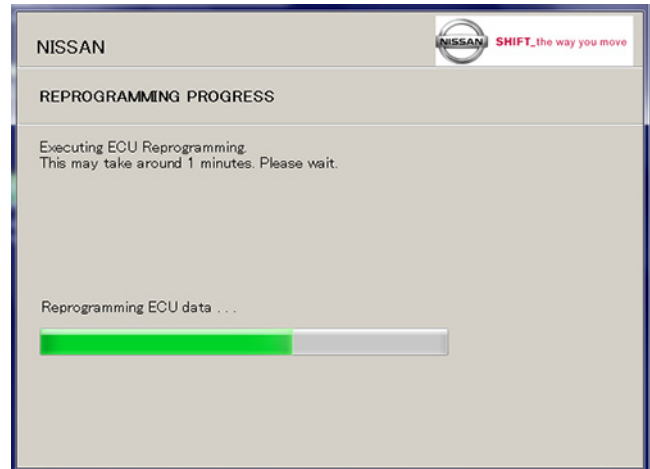 NISSAN
NISSAN SHIFT_the way you move
REPROGRAMMING PROGRESS
Executing ECU Reprogramming.
This may take around 1 minutes. Please wait.
Reprogramming ECU data . . .